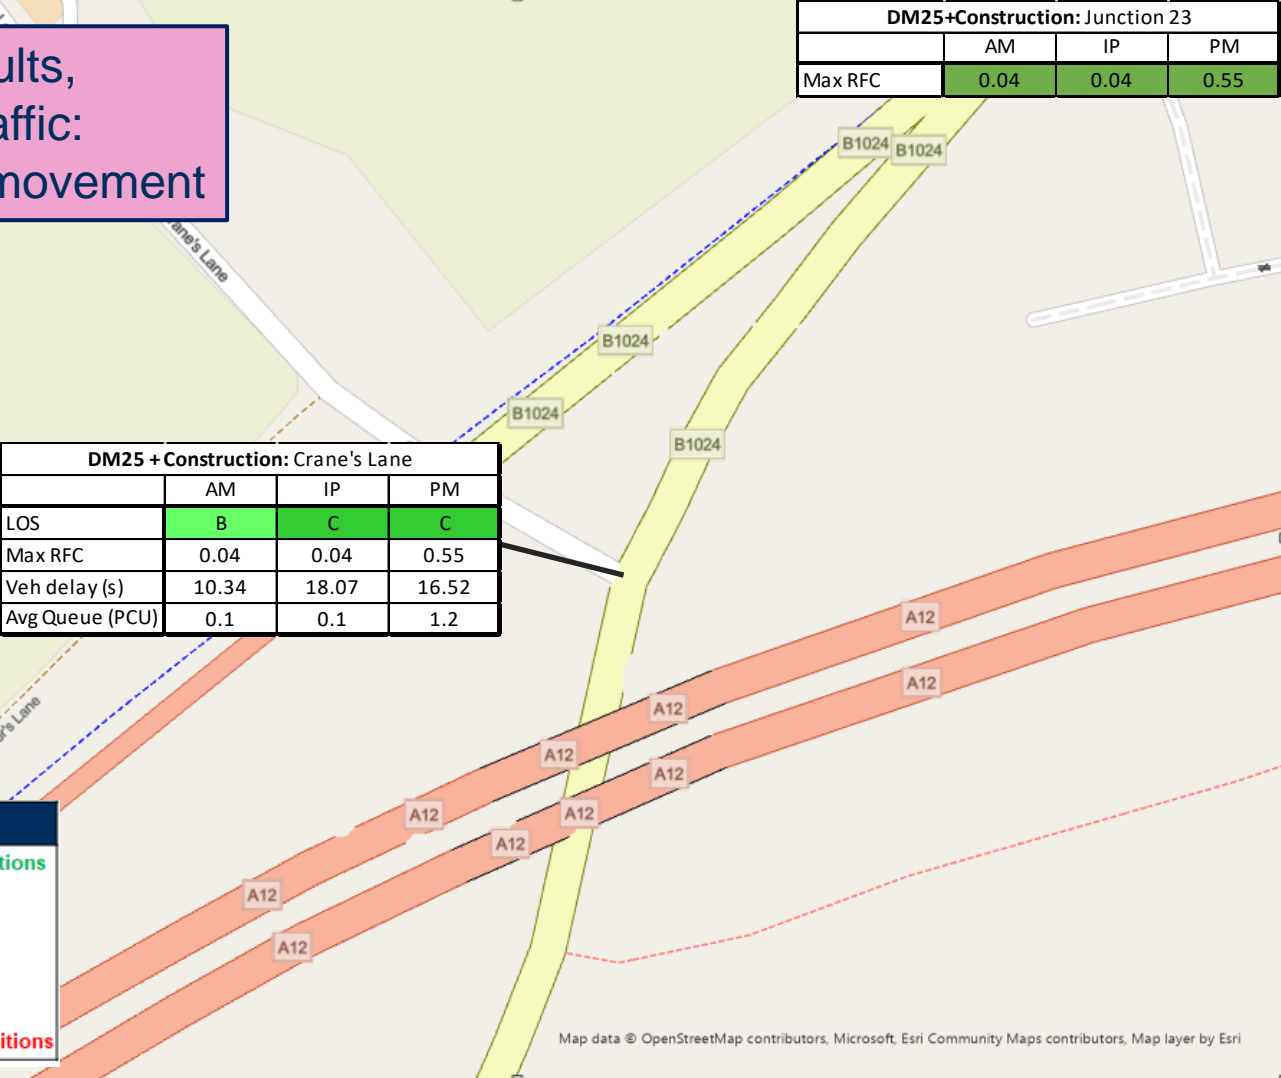 DM25+Construction: Junction 23
AM IP PM
Max RFC 0.04 0.04 0.55
affic:
movement
B1024
B1024
Lane
B1024
B1024
B1024
DM25 + Construction: Crane's Lane
AM IP PM
LOS B C C
Max RFC 0.04 0.04 0.55
Veh delay (s) 10.34 18.07 16.52
Avg Queue (PCU) 0.1 0.1 1.2
A12
A12
A12
A12
A12
A12
A12
A12
A12
A12
Lane
Map data © OpenStreetMap contributors, Microsoft, Esri Community Maps contributors, Map layer by Esri